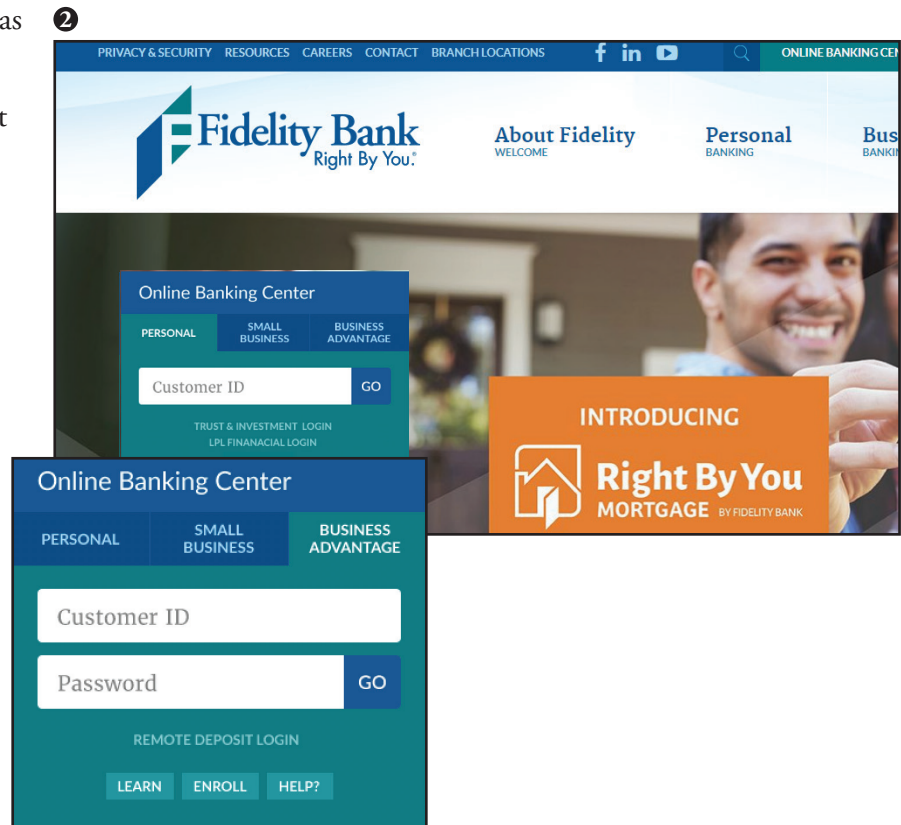 as
❷
t
PRIVACY & SECURITY RESOURCES CAREERS CONTACT BRANCH LOCATIONS f in ONLINE BANKING CEN
Fidelity Bank
Right By You.
About Fidelity
WELCOME
Personal
BANKING
Bus
BANKI
Online Banking Center
PERSONAL
SMALL
BUSINESS
BUSINESS
ADVANTAGE
Customer ID
GO
TRUST & INVESTMENT LOGIN
LPL FINANACIAL LOGIN
INTRODUCING
Right By You
MORTGAGE BY FIDELITY BANK
Online Banking Center
PERSONAL
SMALL
BUSINESS
BUSINESS
ADVANTAGE
Customer ID
Password
GO
REMOTE DEPOSIT LOGIN
LEARN ENROLL HELP?